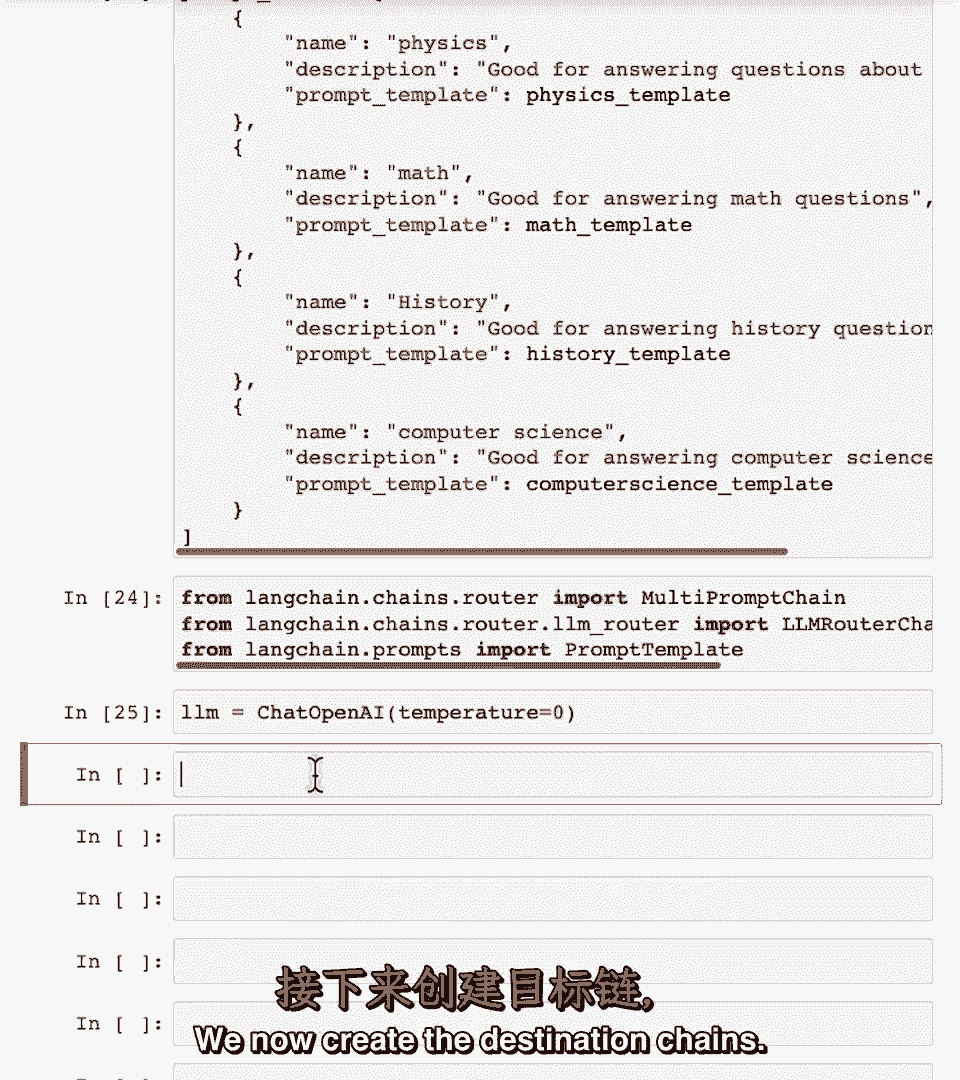 {
"name": "physics",
"description": "Good for answering questions about
"prompt_template": physics_template
},
{
"name": "math",
"description": "Good for answering math questions",
"prompt_template": math_template
},
{
"name": "History",
"description": "Good for answering history question
"prompt_template": history_template
},
{
"name": "computer science",
"description": "Good for answering computer science
"prompt_template": computerscience_template
}
]
In [24]: from langchain.chains.router import MultiPromptChain
from langchain.chains.router.llm_router import LLMRouterCha
from langchain.prompts import PromptTemplate
In [25]: llm = ChatOpenAI(temperature=0)
In [ ]:
In [ ]:
In [ ]:
In [ ]:
In [ ]:
接下来创建目标链,
We now create the destination chains.